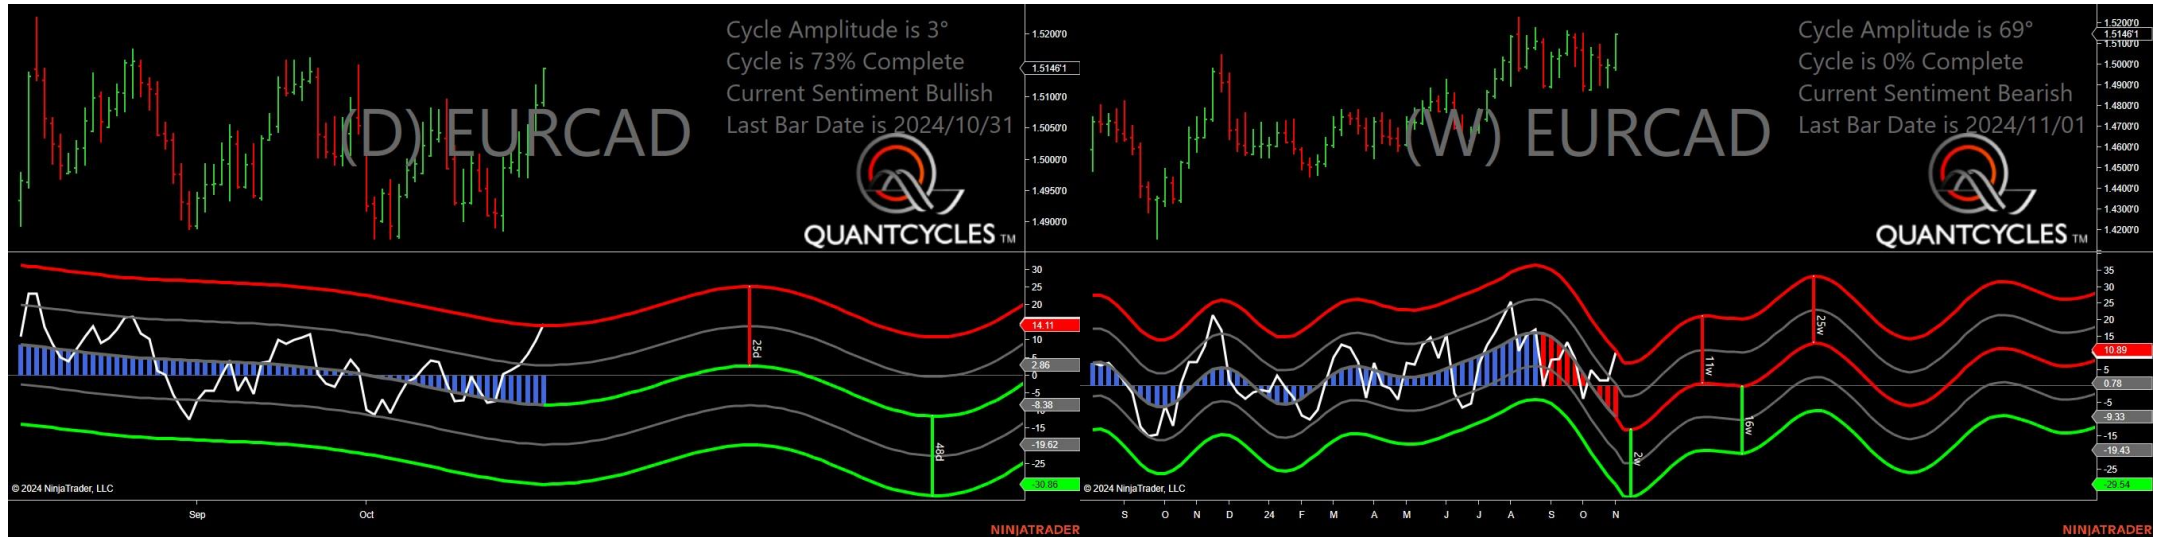 Cycle Amplitude is 3°
Cycle is 73% Complete
Current Sentiment Bullish
Last Bar Date is 2024/10/31
(D) EURCAD
QUANTCYCLES TM
1.5200'0
1.5146'1
1.5100'0
1.5050'0
1.5000'0
1.4950'0
1.4900'0
30
25
20
14.11
10
5
2.86
0
-5
-8.38
-10
-15
-19.62
-25
-30.86
25d
48d
© 2024 NinjaTrader, LLC
Sep
Oct
NINJATRADER
Cycle Amplitude is 69°
Cycle is 0% Complete
Current Sentiment Bearish
Last Bar Date is 2024/11/01
(W) EURCAD
QUANTCYCLES TM
1.5200'0
1.5146'1
1.5100'0
1.5000'0
1.4900'0
1.4800'0
1.4700'0
1.4600'0
1.4500'0
1.4400'0
1.4300'0
1.4200'0
35
30
25
20
15
10.89
5
0.78
-5
-9.33
-15
-19.43
-25
-29.54
2w
11w
16w
25w
© 2024 NinjaTrader, LLC
S O N D 24 F M A M J J A S O N
NINJATRADER